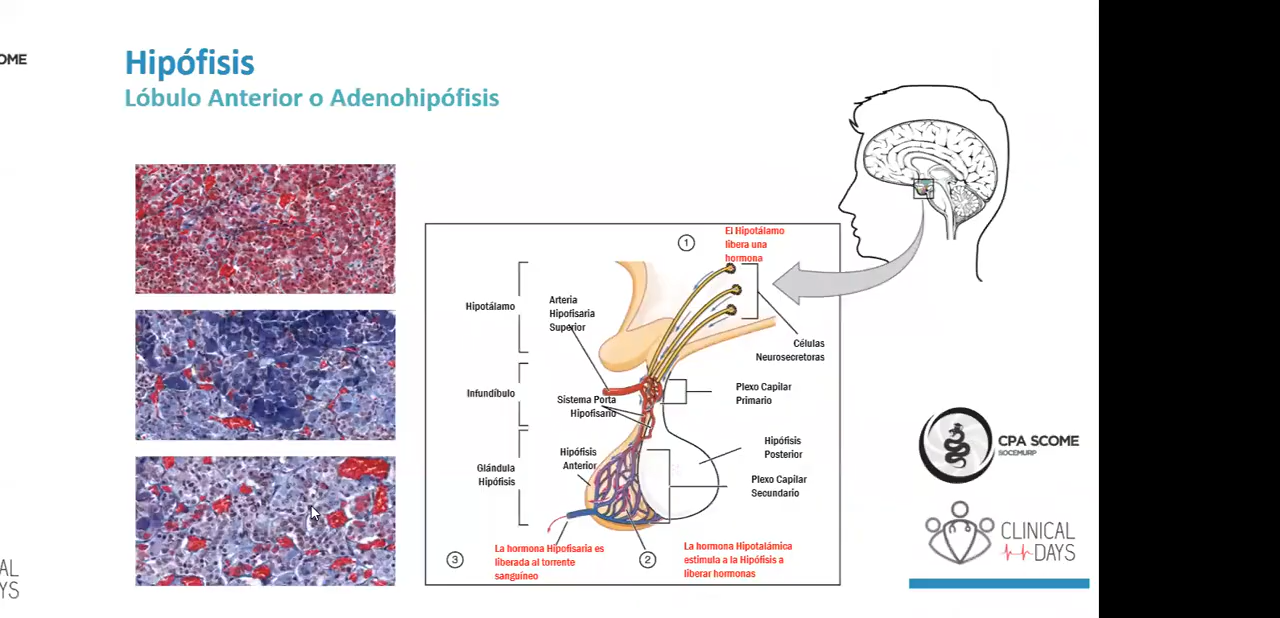 OME
Hipófisis
Lóbulo Anterior o Adenohipófisis
1
El Hipotálamo
libera una
hormona
Hipotálamo
Arteria
Hipofisaria
Superior
Células
Neurosecretoras
Infundíbulo
Sistema Porta
Hipofisario
Plexo Capilar
Primario
Hipófisis
Anterior
Hipófisis
Posterior
Glándula
Hipófisis
Plexo Capilar
Secundario
3
La hormona Hipofisaria es
liberada al torrente
sanguíneo
2
La hormona Hipotalámica
estimula a la Hipófisis a
liberar hormonas
CPA SCOME
SOCEMURP
CLINICAL
DAYS
AL
YS